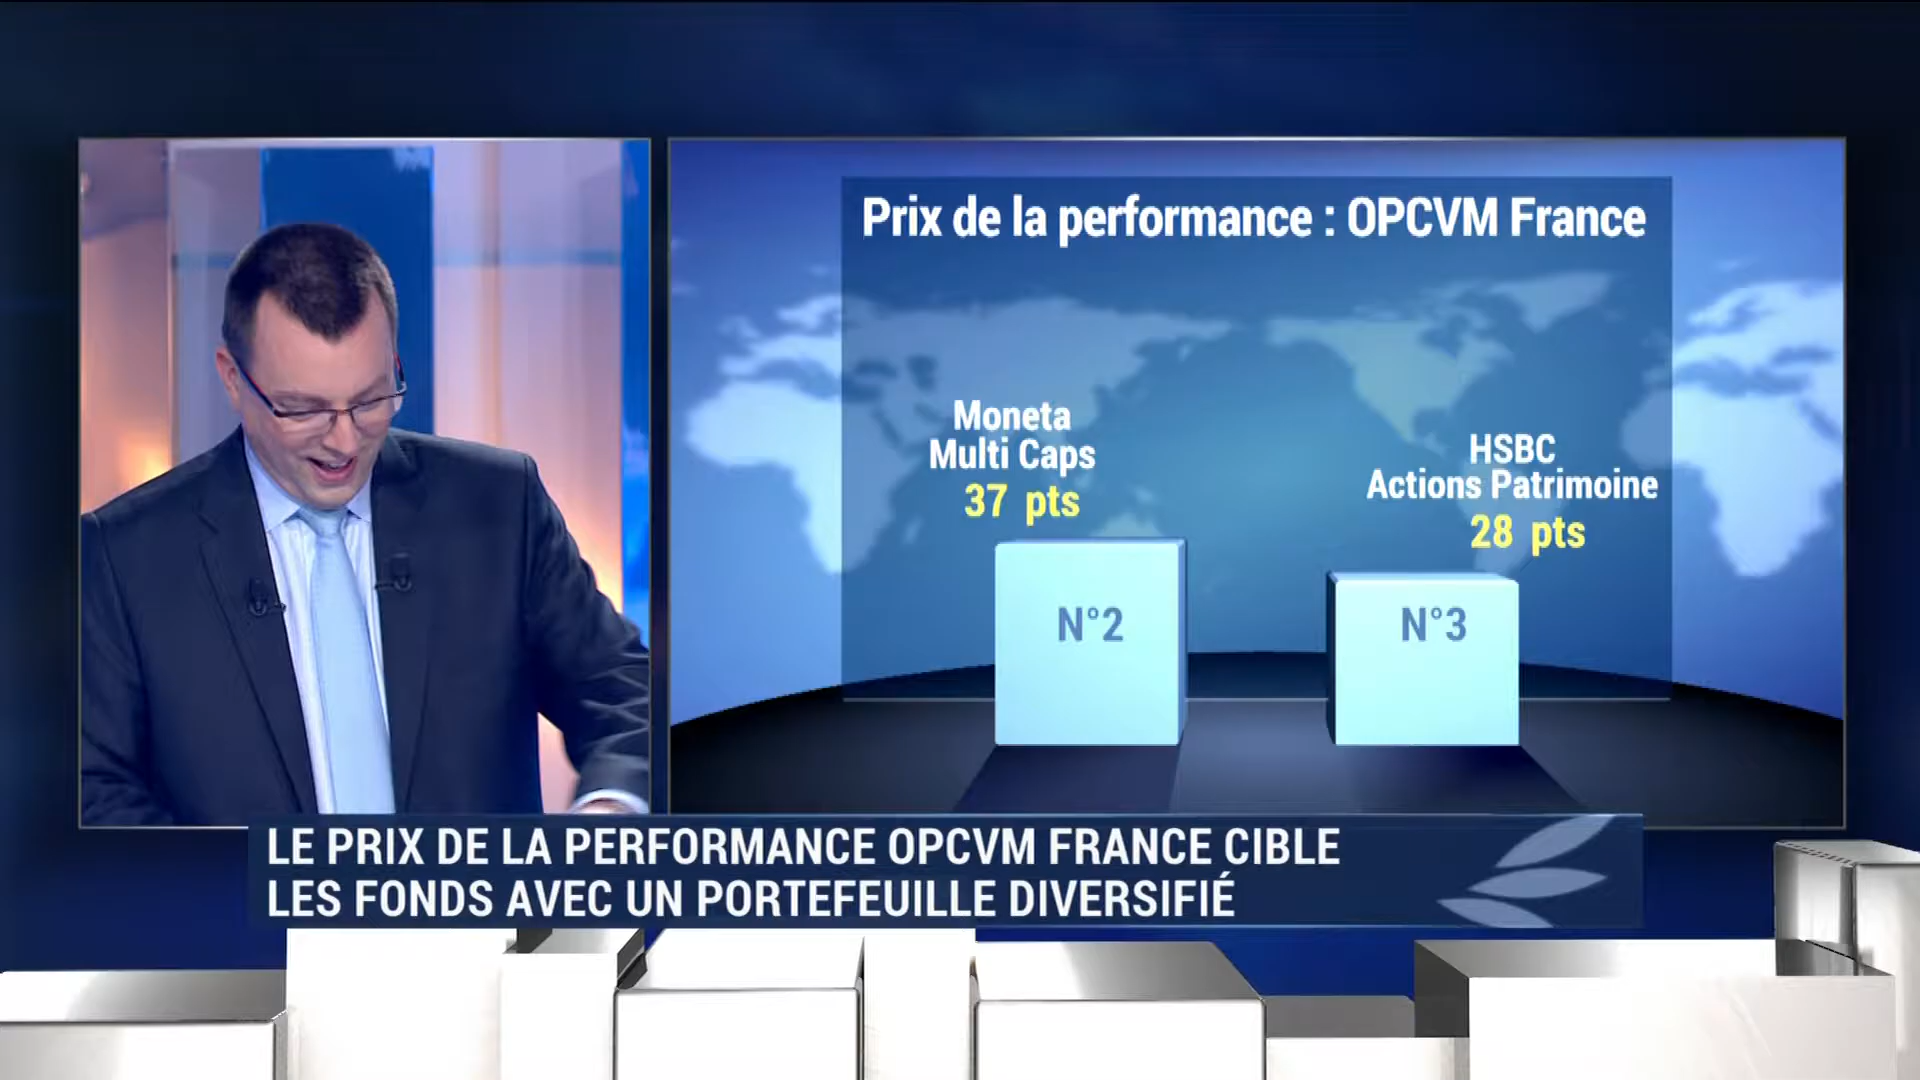 Prix de la performance : OPCVM France
Moneta
Multi Caps
37 pts
HSBC
Actions Patrimoine
28 pts
N°2
N°3
LE PRIX DE LA PERFORMANCE OPCVM FRANCE CIBLE
LES FONDS AVEC UN PORTEFEUILLE DIVERSIFIÉ